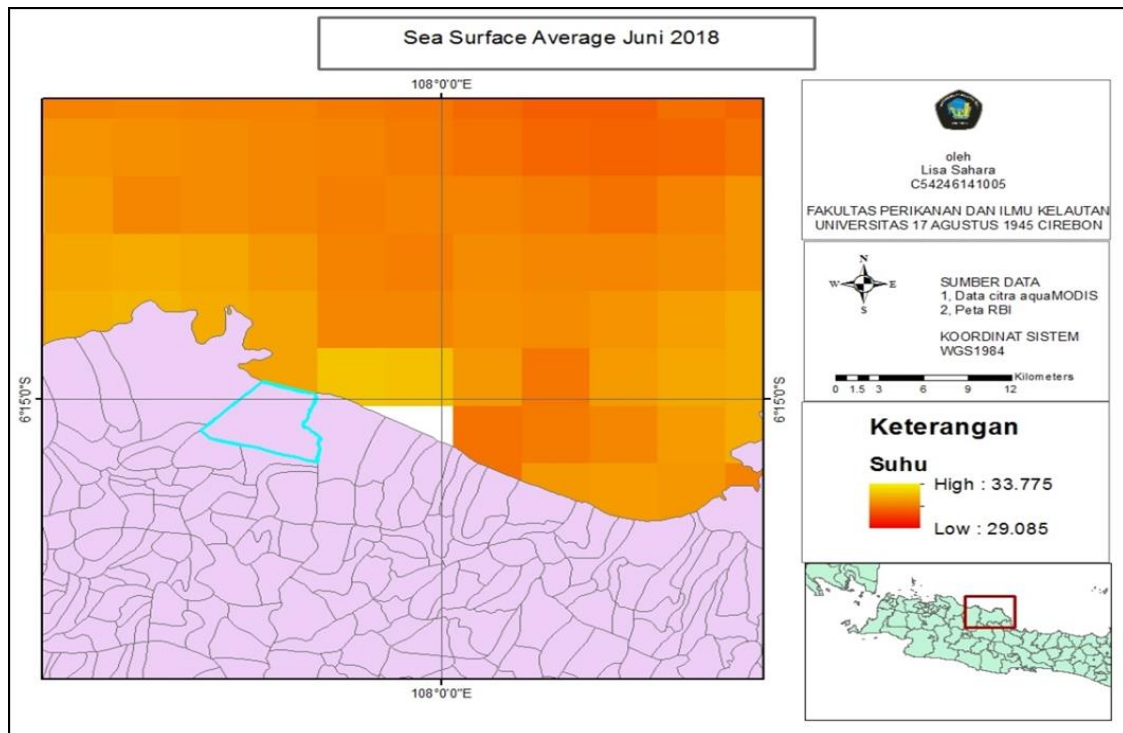 Sea Surface Average Juni 2018
108°0'0"E
6°15'0"S
6°15'0"S
108°0'0"E
oleh
Lisa Sahara
C54246141005
FAKULTAS PERIKANAN DAN ILMU KELAUTAN
UNIVERSITAS 17 AGUSTUS 1945 CIREBON
N
W E
S
SUMBER DATA
1, Data citra aquaMODIS
2, Peta RBI
KOORDINAT SISTEM
WGS1984
Kilometers
0 1.5 3 6 9 12
Keterangan
Suhu
High : 33.775
Low : 29.085